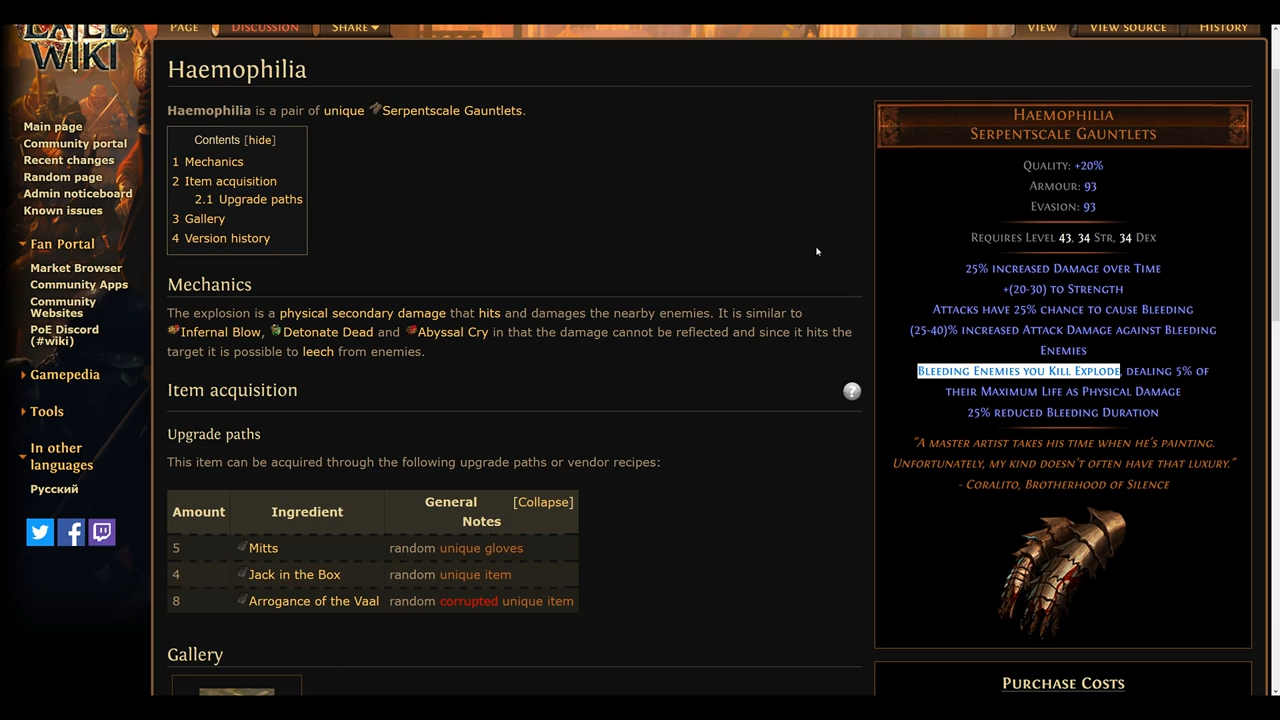 WIKI
PAGE
DISCUSSION
SHARE
VIEW
VIEW SOURCE
HISTORY
Main page
Community portal
Recent changes
Random page
Admin noticeboard
Known issues
Fan Portal
Market Browser
Community Apps
Community
Websites
PoE Discord
(#wiki)
Gamepedia
Tools
In other
languages
Русский
Haemophilia
Haemophilia is a pair of unique Serpentscale Gauntlets.
Contents [hide]
1 Mechanics
2 Item acquisition
2.1 Upgrade paths
3 Gallery
4 Version history
Mechanics
The explosion is a physical secondary damage that hits and damages the nearby enemies. It is similar to
Infernal Blow, Detonate Dead and Abyssal Cry in that the damage cannot be reflected and since it hits the
target it is possible to leech from enemies.
Item acquisition
?
Upgrade paths
This item can be acquired through the following upgrade paths or vendor recipes:
Amount Ingredient General Notes [Collapse]
5 Mitts random unique gloves
4 Jack in the Box random unique item
8 Arrogance of the Vaal random corrupted unique item
Gallery
HAEMOPHILIA
SERPENTSCALE GAUNTLETS
QUALITY: +20%
ARMOUR: 93
EVASION: 93
REQUIRES LEVEL 43, 34 STR, 34 DEX
25% INCREASED DAMAGE OVER TIME
+(20-30) TO STRENGTH
ATTACKS HAVE 25% CHANCE TO CAUSE BLEEDING
(25-40)% INCREASED ATTACK DAMAGE AGAINST BLEEDING
ENEMIES
BLEEDING ENEMIES YOU KILL EXPLODE, DEALING 5% OF
THEIR MAXIMUM LIFE AS PHYSICAL DAMAGE
25% REDUCED BLEEDING DURATION
"A MASTER ARTIST TAKES HIS TIME WHEN HE'S PAINTING.
UNFORTUNATELY, MY KIND DOESN'T OFTEN HAVE THAT LUXURY."
- CORALITO, BROTHERHOOD OF SILENCE
PURCHASE COSTS